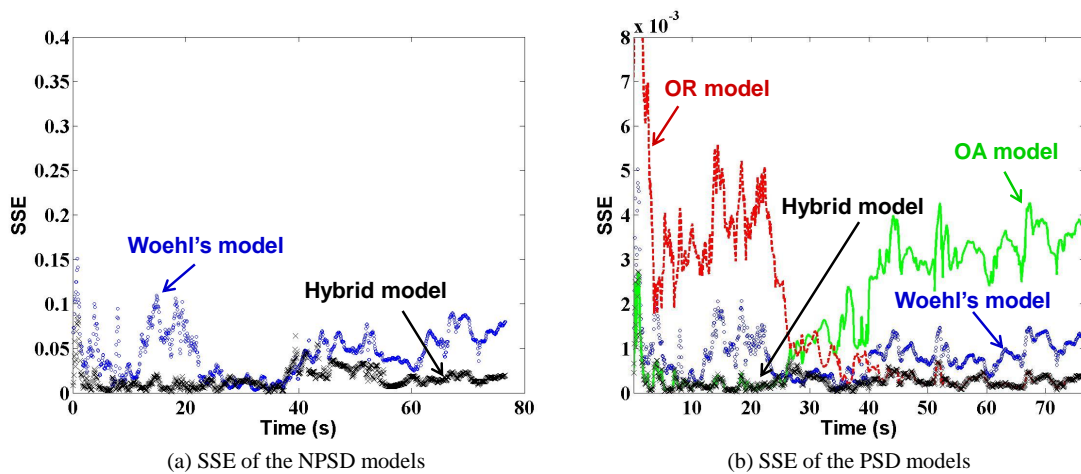 0.4
0.35
0.3
0.25
0.2
0.15
0.1
0.05
0
SSE
Woehl's model
Hybrid model
0 20 40 60 80
Time (s)
(a) SSE of the NPSD models
x 10⁻³
8
7
6
5
4
3
2
1
0
SSE
OR model
OA model
Hybrid model
Woehl's model
10 20 30 40 50 60 70
Time (s)
(b) SSE of the PSD models